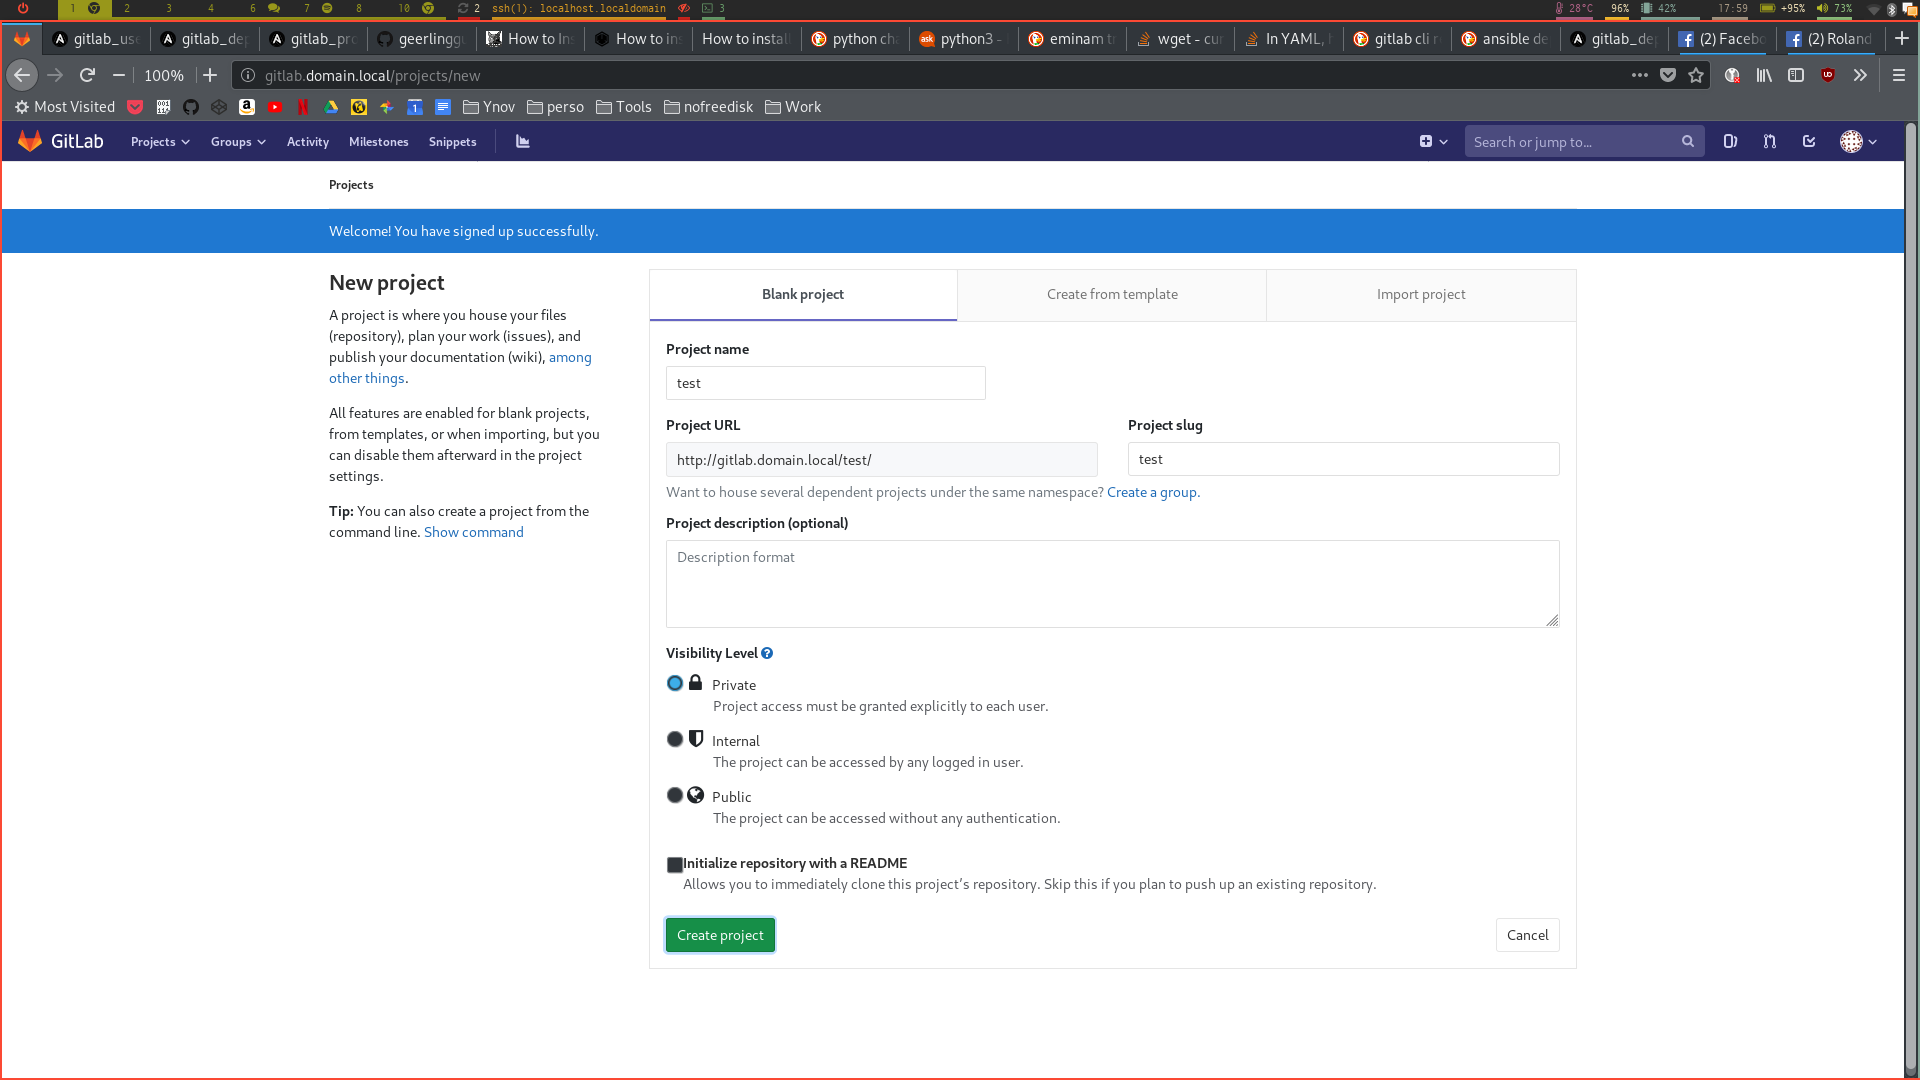 1 2 3 4 6 7 8 10 2 ssh(1): localhost.localdomain 3 28°C 96% 42% 17:59 +95% 73%
gitlab_use gitlab_dep gitlab_pro geerlinggu How to Ins How to ins How to install python cha python3 - eminem tr wget - cur In YAML, h gitlab cli r ansible de gitlab_dep (2) Facebo (2) Roland
100% gitlab.domain.local/projects/new
Most Visited Ynov perso Tools nofreedisk Work
GitLab Projects Groups Activity Milestones Snippets Search or jump to...
Projects
Welcome! You have signed up successfully.
New project
A project is where you house your files
(repository), plan your work (issues), and
publish your documentation (wiki), among
other things.
All features are enabled for blank projects,
from templates, or when importing, but you
can disable them afterward in the project
settings.
Tip: You can also create a project from the
command line. Show command
Blank project Create from template Import project
Project name
test
Project URL Project slug
http://gitlab.domain.local/test/ test
Want to house several dependent projects under the same namespace? Create a group.
Project description (optional)
Description format
Visibility Level
Private
Project access must be granted explicitly to each user.
Internal
The project can be accessed by any logged in user.
Public
The project can be accessed without any authentication.
Initialize repository with a README
Allows you to immediately clone this project's repository. Skip this if you plan to push up an existing repository.
Create project Cancel